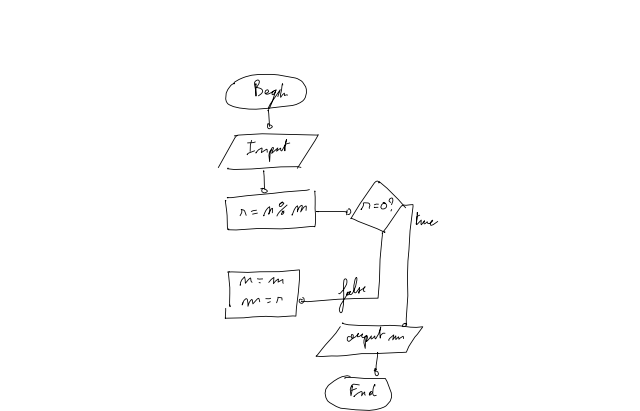 Begin
Input
r = n % m
r=0?
true
n = m
m = r
false
output m
End